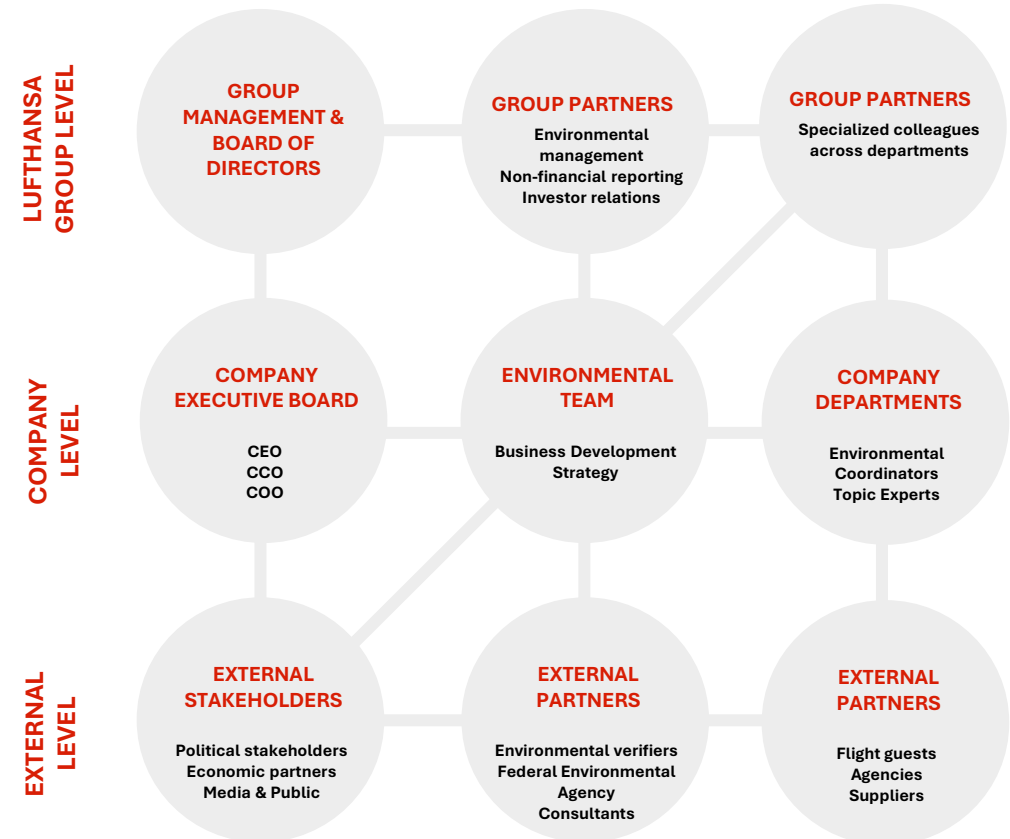 LUFTHANSA
GROUP LEVEL
GROUP
MANAGEMENT &
BOARD OF
DIRECTORS
GROUP PARTNERS
Environmental
management
Non-financial reporting
Investor relations
GROUP PARTNERS
Specialized colleagues
across departments
COMPANY
LEVEL
COMPANY
EXECUTIVE BOARD
CEO
CCO
COO
ENVIRONMENTAL
TEAM
Business Development
Strategy
COMPANY
DEPARTMENTS
Environmental
Coordinators
Topic Experts
EXTERNAL
LEVEL
EXTERNAL
STAKEHOLDERS
Political stakeholders
Economic partners
Media & Public
EXTERNAL
PARTNERS
Environmental verifiers
Federal Environmental
Agency
Consultants
EXTERNAL
PARTNERS
Flight guests
Agencies
Suppliers